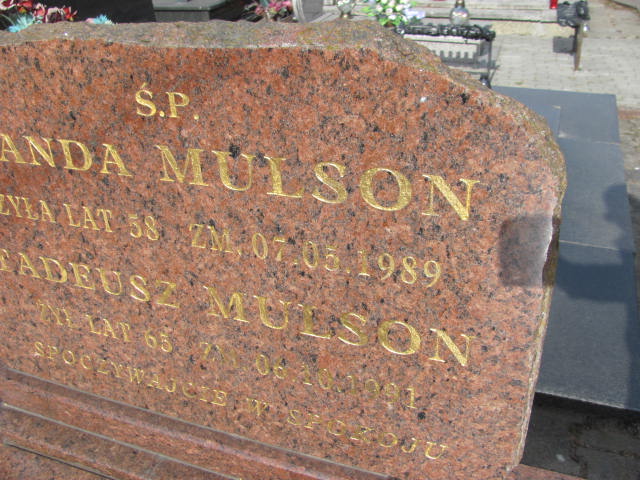 Ś.P.
ANDA MULSON
ŻYŁA LAT 58 ZM, 07.05.1989
TADEUSZ MULSON
ŻYŁ LAT 65 ZM. 06.10.1991
SPOCZYWAJCIE W SPOKOJU